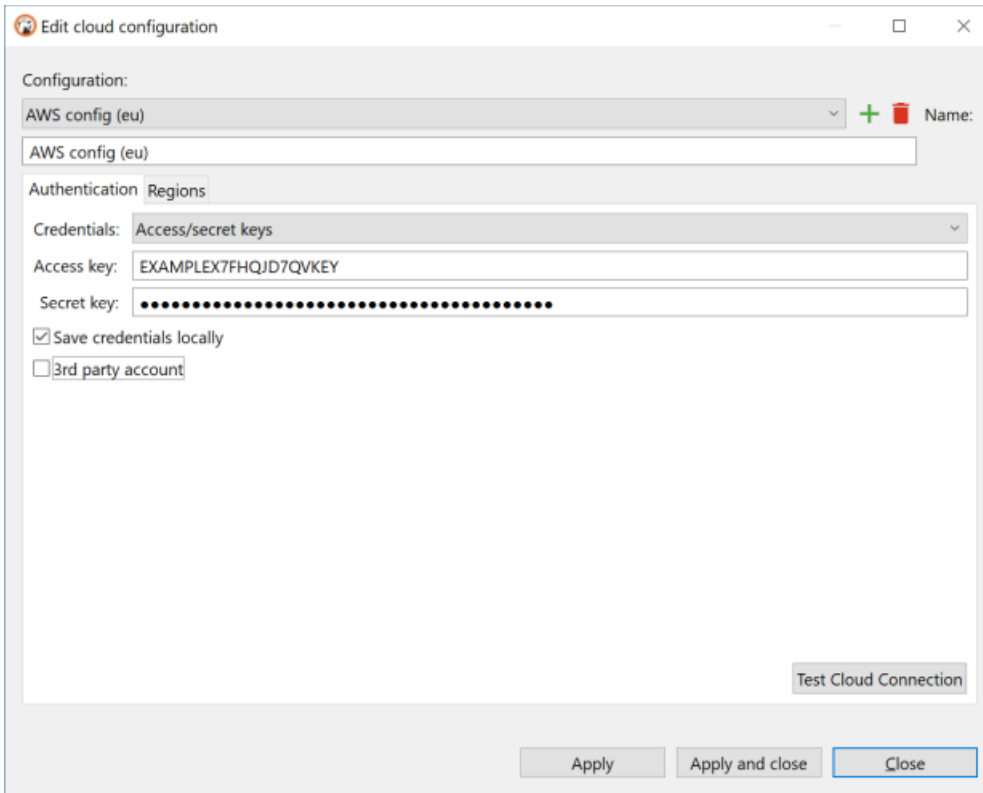 Edit cloud configuration
Configuration:
AWS config (eu)
Name:
AWS config (eu)
Authentication Regions
Credentials: Access/secret keys
Access key: EXAMPLEX7FHQJD7QVKEY
Secret key: ●●●●●●●●●●●●●●●●●●●●●●●●●●●●●●●●●●●●●●●●
Save credentials locally
3rd party account
Test Cloud Connection
Apply Apply and close Close